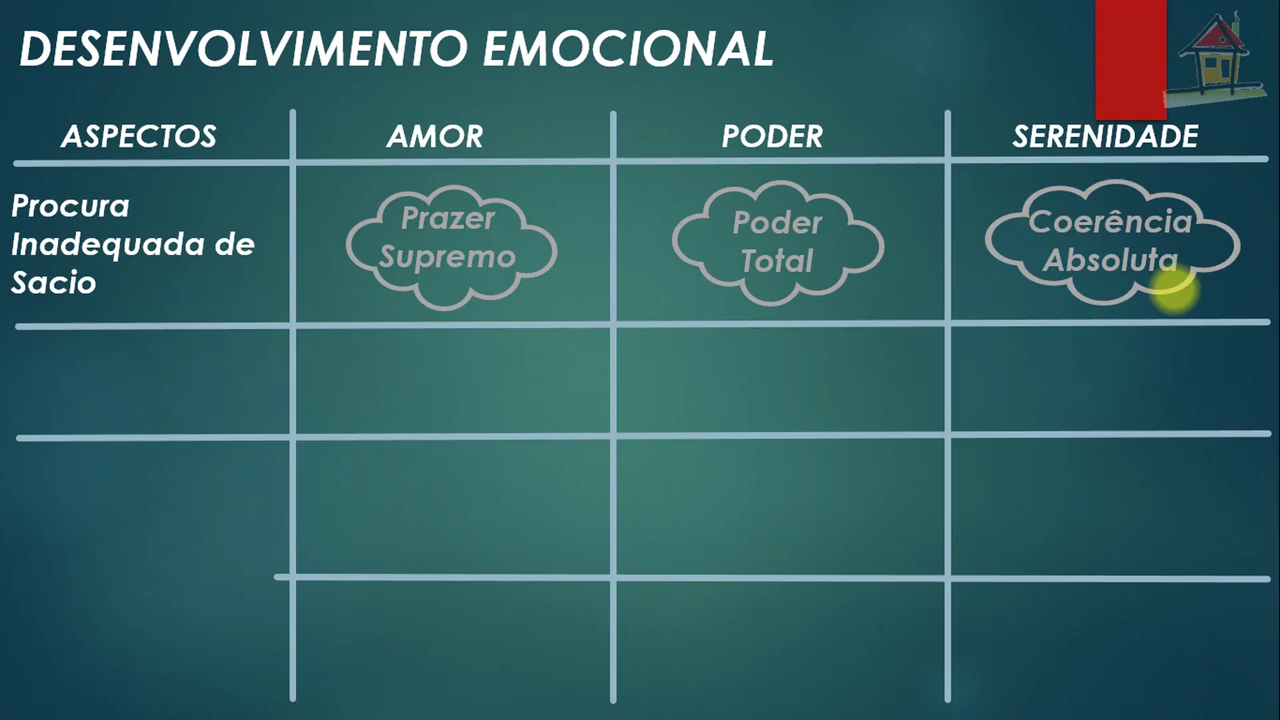 DESENVOLVIMENTO EMOCIONAL
ASPECTOS
AMOR
PODER
SERENIDADE
Procura
Inadequada de
Sacio
Prazer
Supremo
Poder
Total
Coerência
Absoluta